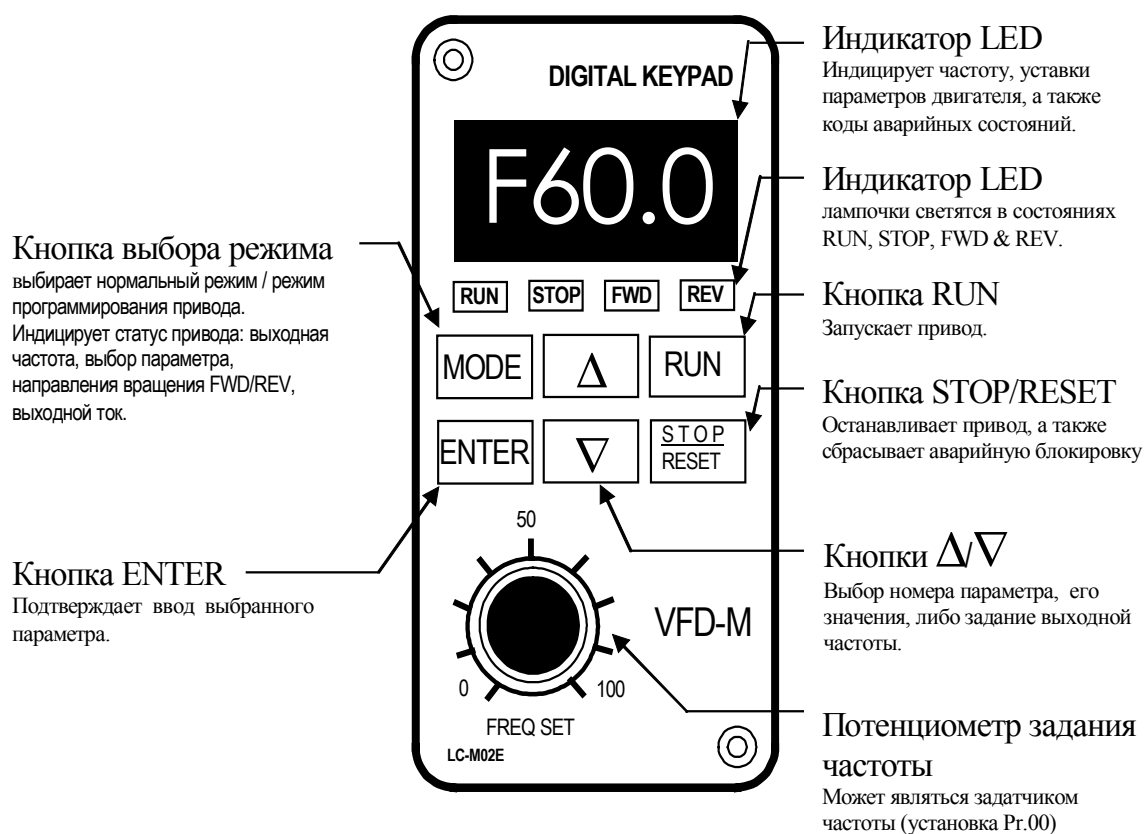 DIGITAL KEYPAD
F60.0
RUN STOP FWD REV
MODE Δ RUN
ENTER ∇ STOP
RESET
50
0
100
FREQ SET
VFD-M
LC-M02E
Кнопка выбора режима
выбирает нормальный режим / режим
программирования привода.
Индицирует статус привода: выходная
частота, выбор параметра,
направления вращения FWD/REV,
выходной ток.
Кнопка ENTER
Подтверждает ввод выбранного
параметра.
Индикатор LED
Индицирует частоту, уставки
параметров двигателя, а также
коды аварийных состояний.
Индикатор LED
лампочки светятся в состояниях
RUN, STOP, FWD & REV.
Кнопка RUN
Запускает привод.
Кнопка STOP/RESET
Останавливает привод, а также
сбрасывает аварийную блокировку
Кнопки Δ/∇
Выбор номера параметра, его
значения, либо задание выходной
частоты.
Потенциометр задания
частоты
Может являться задатчиком
частоты (установка Pr.00)